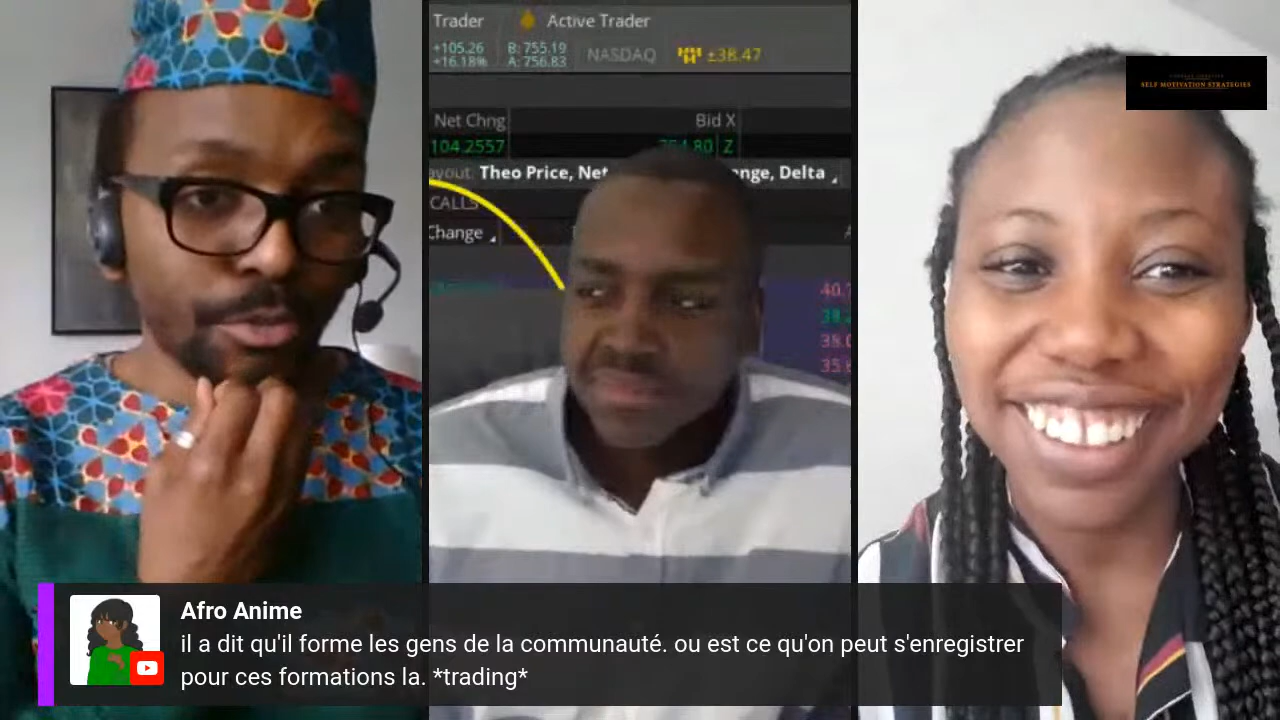 Trader
Active Trader
+105.26
+16.18%
B: 755.19
A: 756.83
NASDAQ
±38.47
Net Chng
Bid X
104.2557
80
Z
Theo Price, Net
nge, Delta
CALLS
Change
SELF MOTIVATION STRATEGIES
Afro Anime
il a dit qu'il forme les gens de la communauté. ou est ce qu'on peut s'enregistrer
pour ces formations la. *trading*